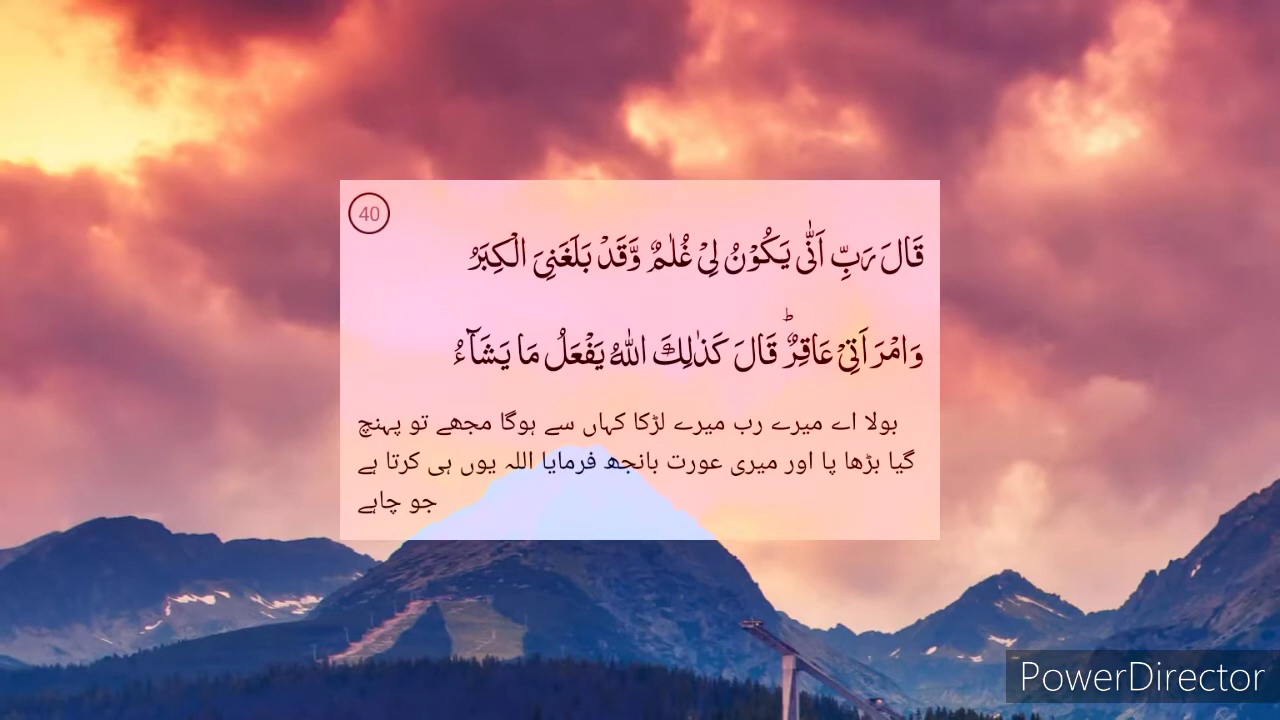 40
قَالَ رَبِّ اَنّٰى يَكُوْنُ لِىْ غُلٰمٌ وَّقَدْ بَلَغَنِىَ الْكِبَرُ
وَامْرَاَتِىْ عَاقِرٌ ؕ قَالَ كَذٰلِكَ اللّٰهُ يَفْعَلُ مَا يَشَآءُ
بولا اے میرے رب میرے لڑکا کہاں سے ہوگا مجھے تو پہنچ
گیا بڑھا پا اور میری عورت بانجھ فرمایا اللہ یوں ہی کرتا ہے
جو چاہے
PowerDirector